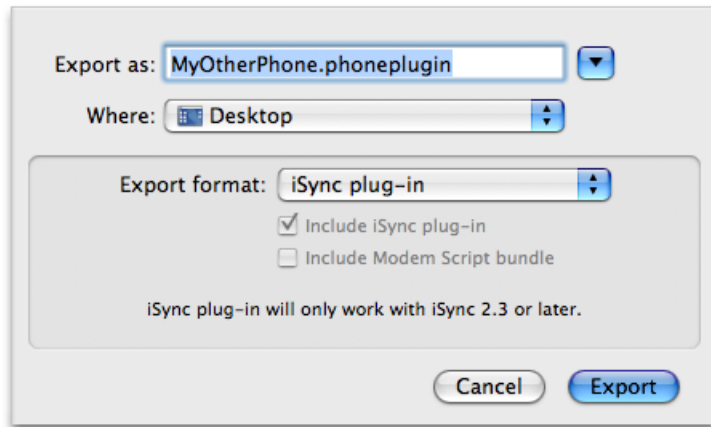 Export as: MyOtherPhone.phoneplugin
Where: Desktop
Export format: iSync plug-in
Include iSync plug-in
Include Modem Script bundle
iSync plug-in will only work with iSync 2.3 or later.
Cancel Export